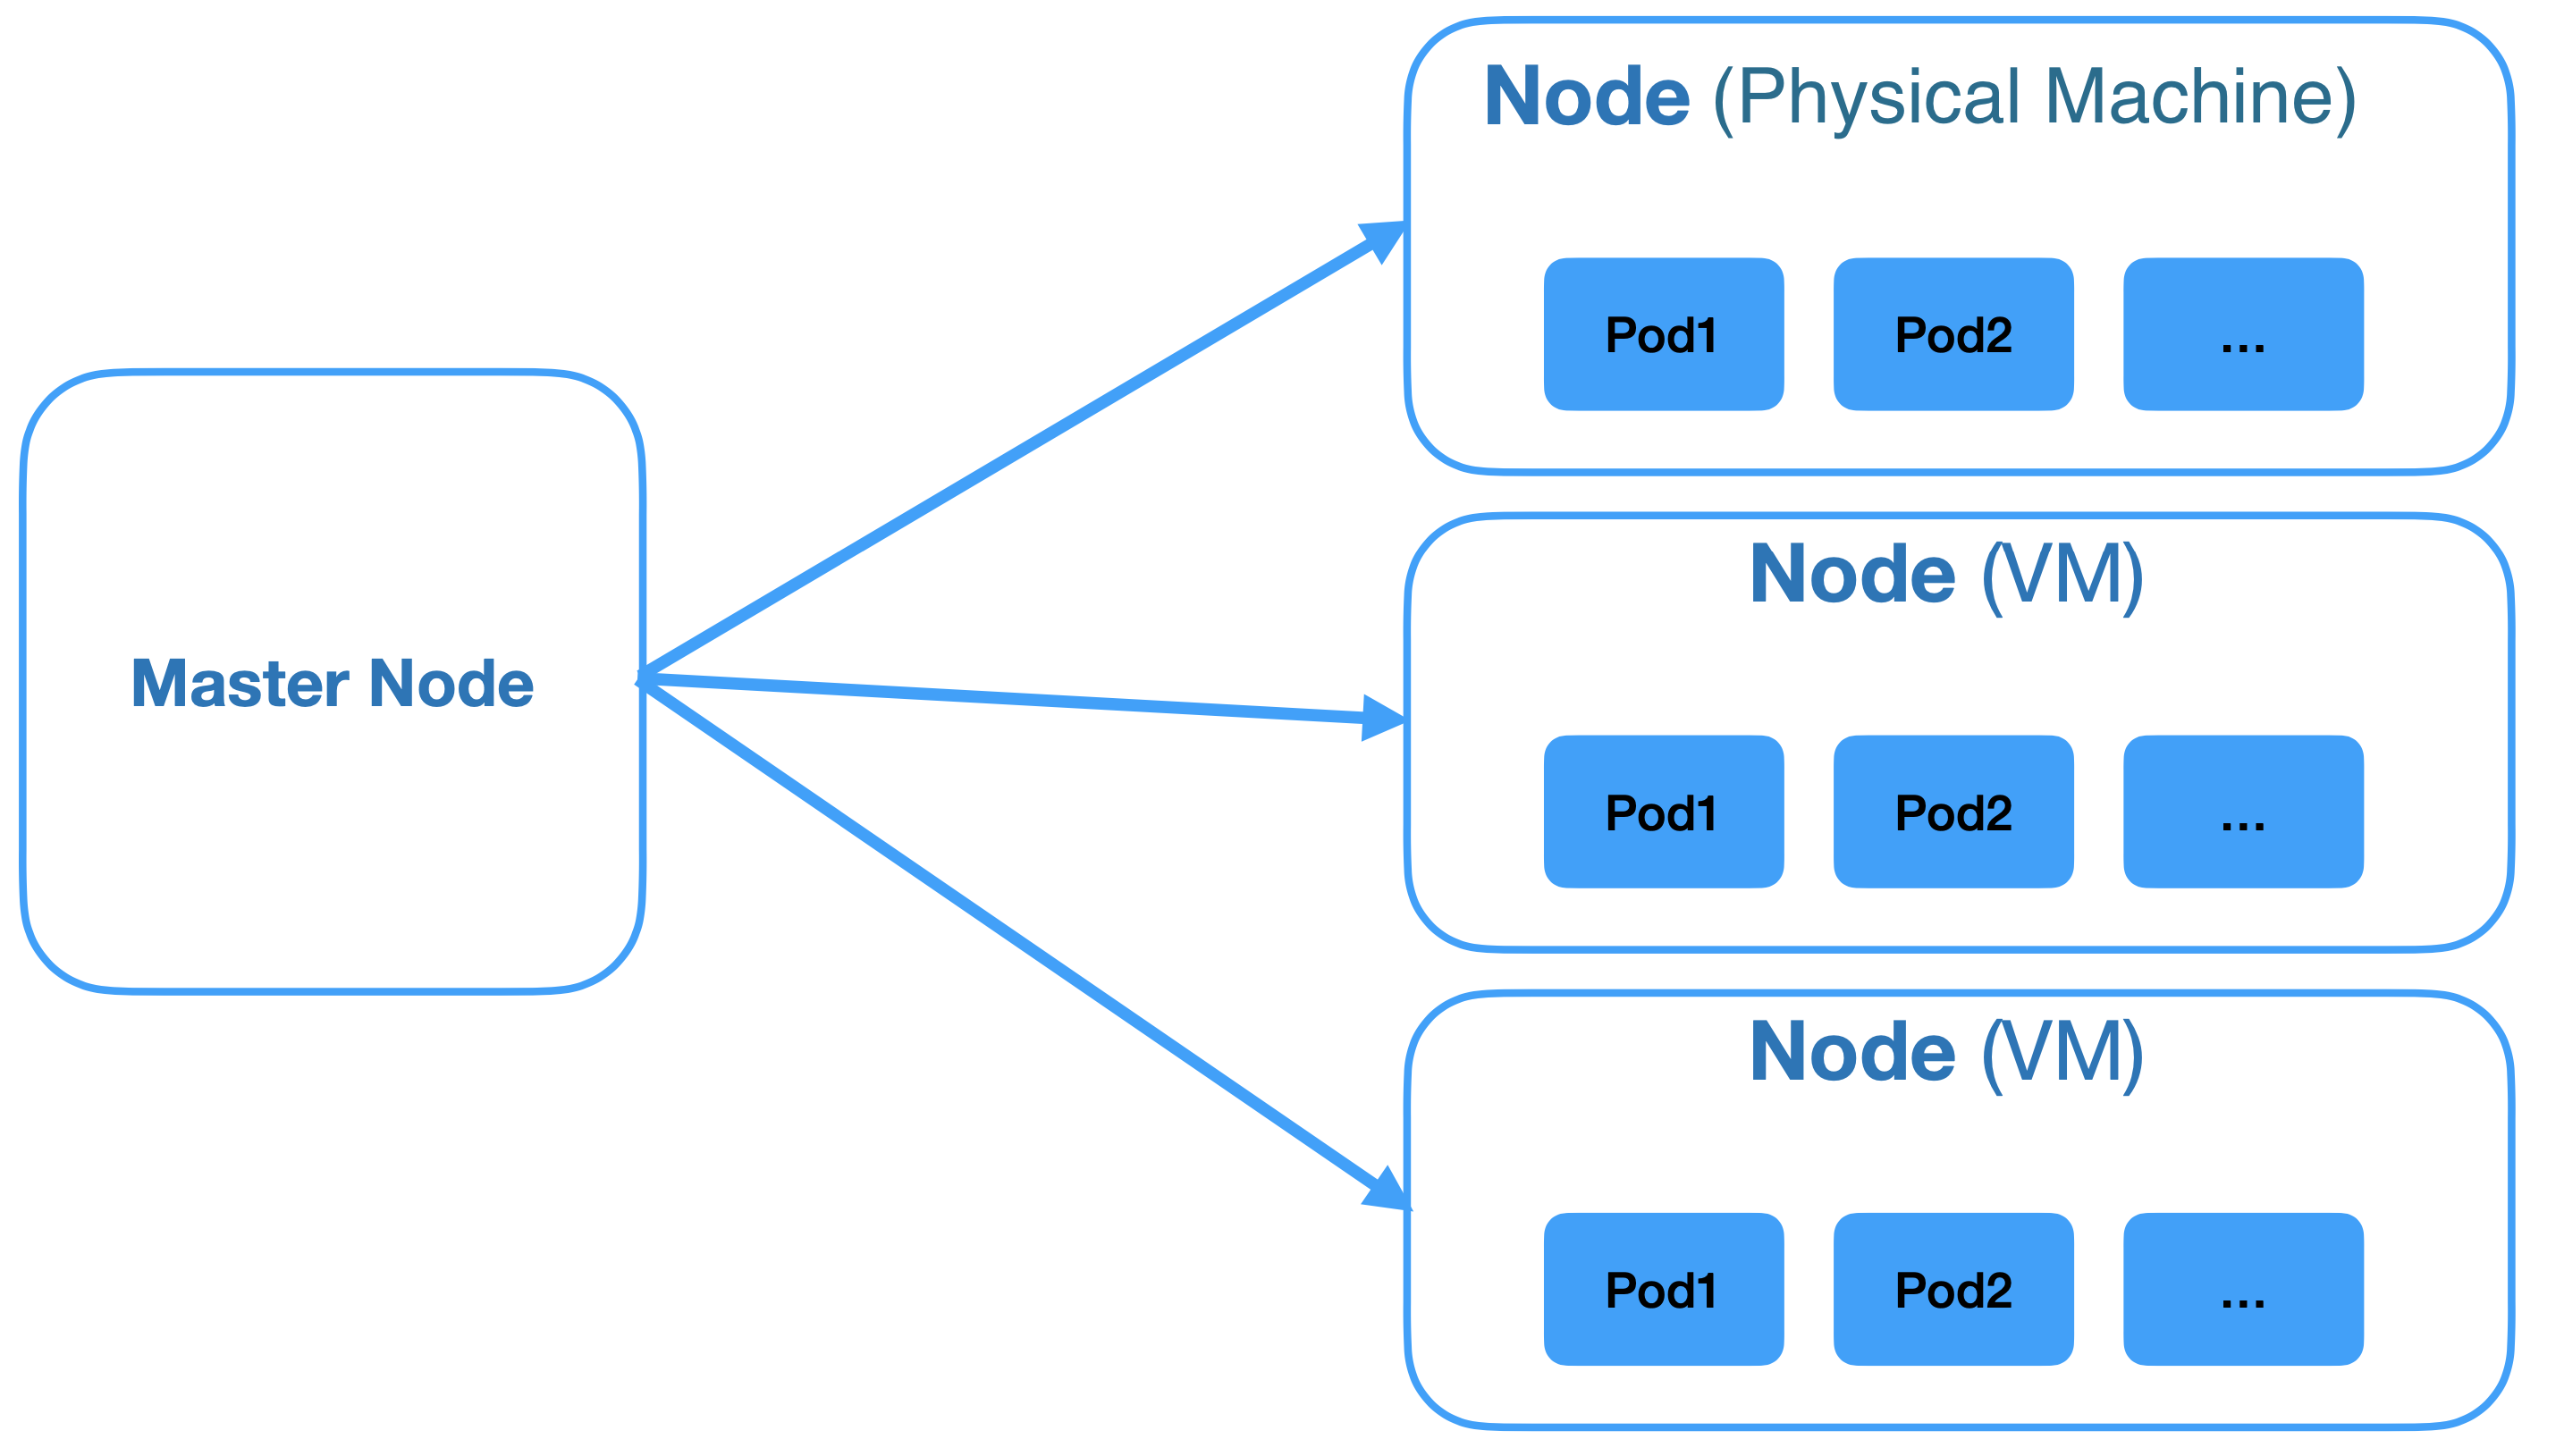 Master Node
Node (Physical Machine)
Pod1
Pod2
...
Node (VM)
Pod1
Pod2
...
Node (VM)
Pod1
Pod2
...